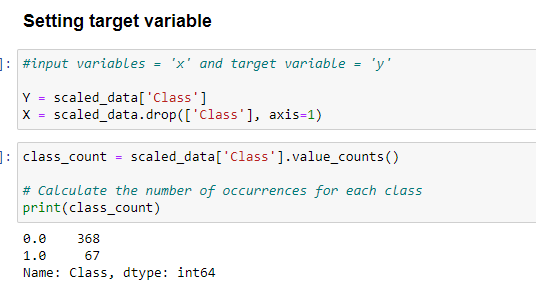 Setting target variable
]: #input variables = 'x' and target variable = 'y'
Y = scaled_data['Class']
X = scaled_data.drop(['Class'], axis=1)
]: class_count = scaled_data['Class'].value_counts()
# Calculate the number of occurrences for each class
print(class_count)
0.0    368
1.0     67
Name: Class, dtype: int64